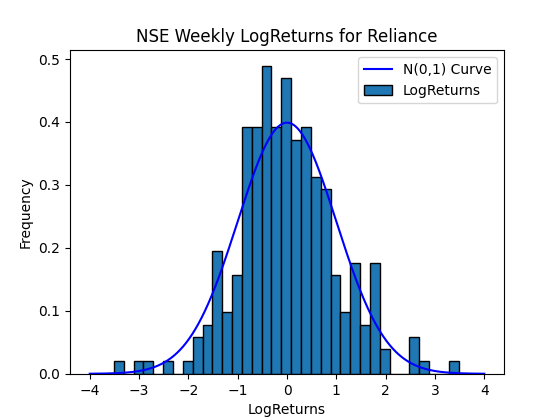 NSE Weekly LogReturns for Reliance
N(0,1) Curve
LogReturns
Frequency
0.5
0.4
0.3
0.2
0.1
0.0
−4 −3 −2 −1 0 1 2 3 4
LogReturns